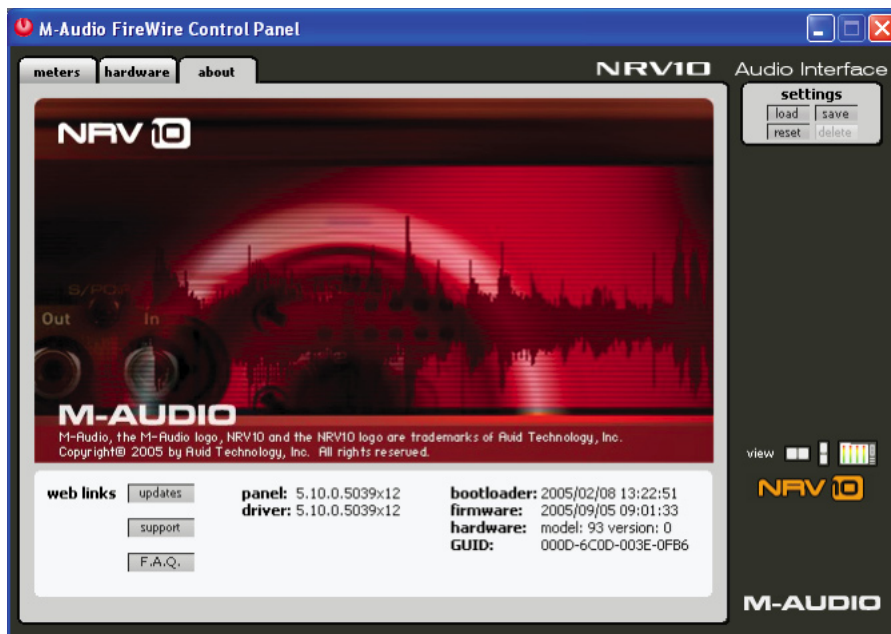 M-Audio FireWire Control Panel
meters hardware about
NRV10 Audio Interface
settings
load save
reset delete
NRV 10
S/PDIF
Out In
M-AUDIO
M-Audio, the M-Audio logo, NRV10 and the NRV10 logo are trademarks of Avid Technology, Inc.
Copyright© 2005 by Avid Technology, Inc. All rights reserved.
view
NRV 10
web links updates
support
F.A.Q.
panel: 5.10.0.5039x12
driver: 5.10.0.5039x12
bootloader: 2005/02/08 13:22:51
firmware: 2005/09/05 09:01:33
hardware: model: 93 version: 0
GUID: 000D-6C0D-003E-0FB6
M-AUDIO